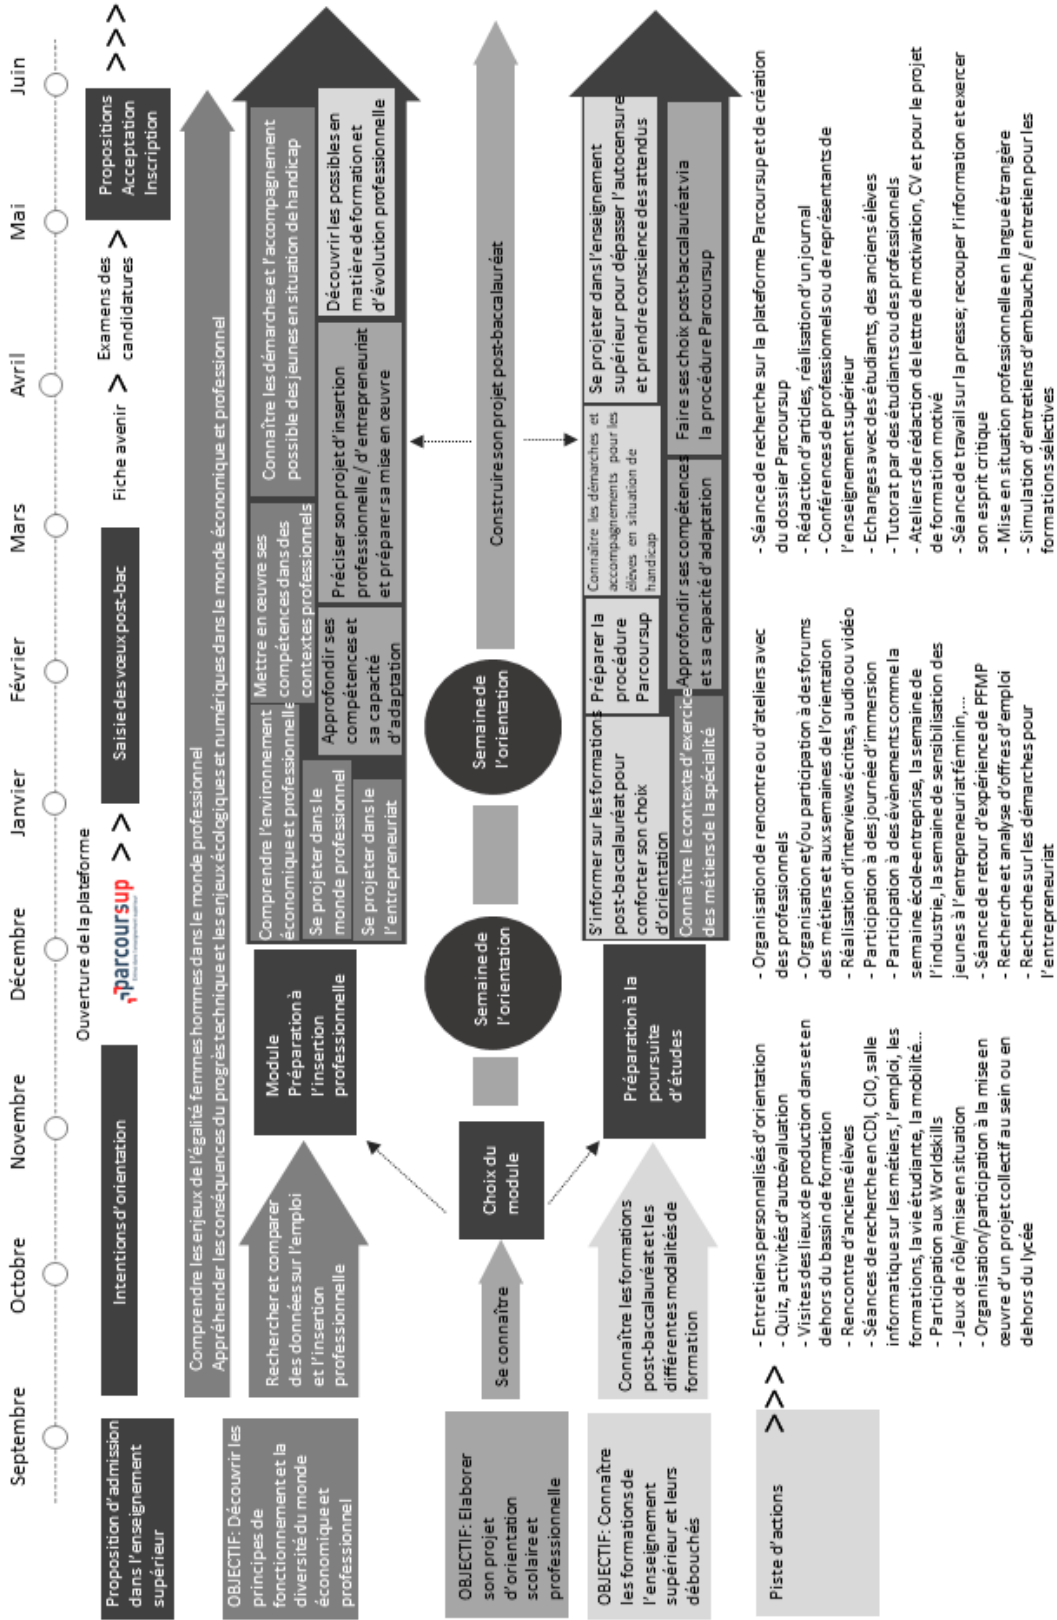 Septembre
Octobre
Novembre
Décembre
Janvier
Février
Mars
Avril
Mai
Juin
Proposition d'admission
dans l'enseignement
supérieur
Intentions d'orientation
Ouverture de la plateforme
parcoursup
> >
Saisie des vœux post-bac
Fiche avenir >
Examens des
candidatures >
Propositions
Acceptation
Inscription
>>>
Comprendre les enjeux de l'égalité femmes hommes dans le monde professionnel
Appréhender les conséquences du progrès technique et les enjeux écologiques et numériques dans le monde économique et professionnel
OBJECTIF: Découvrir les
principes de
fonctionnement et la
diversité du monde
économique et
professionnel
Rechercher et comparer
des données sur l'emploi
et l'insertion
professionnelle
Module
Préparation à
l'insertion
professionnelle
Comprendre l'environnement
économique et professionnelle
Se projeter dans le
monde professionnel
Se projeter dans le
l'entrepreneuriat
Mettre en œuvre ses
compétences dans des
contextes professionnels
Approfondir ses
compétences et
sa capacité
d'adaptation
Connaître les démarches et l'accompagnement
possible des jeunes en situation de handicap
Préciser son projet d'insertion
professionnelle / d'entrepreneuriat
et préparer sa mise en œuvre
Découvrir les possibles en
matière de formation et
d'évolution professionnelle
OBJECTIF: Elaborer
son projet
d'orientation
scolaire et
professionnelle
Se connaître
Choix du
module
Semaine de
l'orientation
Semaine de
l'orientation
Construire son projet post-baccalauréat
OBJECTIF: Connaître
les formations de
l'enseignement
supérieur et leurs
débouchés
Connaître les formations
post-baccalauréat et les
différentes modalités de
formation
Préparation à la
poursuite
d'études
S'informer sur les formations
post-baccalauréat pour
conforter son choix
d'orientation
Connaître le contexte d'exercice
des métiers de la spécialité
Préparer la
procédure
Parcoursup
Connaître les démarches et
accompagnements pour les
élèves en situation de
handicap
Se projeter dans l'enseignement
supérieur pour dépasser l'autocensure
et prendre conscience des attendus
Approfondir ses compétences
et sa capacité d'adaptation
Faire ses choix post-baccalauréat via
la procédure Parcoursup
Piste d'actions
>>>
- Entretiens personnalisés d'orientation
- Quiz, activités d'autoévaluation
- Visites des lieux de production dans et en
dehors du bassin de formation
- Rencontre d'anciens élèves
- Séances de recherche en CDI, CIO, salle
informatique sur les métiers, l'emploi, les
formations, la vie étudiante, la mobilité...
- Participation aux Worldskills
- Jeux de rôle/mise en situation
- Organisation/participation à la mise en
œuvre d'un projet collectif au sein ou en
dehors du lycée
- Organisation de rencontre ou d'ateliers avec
des professionnels
- Organisation et/ou participation à des forums
des métiers et aux semaines de l'orientation
- Réalisation d'interviews écrites, audio ou vidéo
- Participation à des journée d'immersion
- Participation à des évènements comme la
semaine école-entreprise, la semaine de
l'industrie, la semaine de sensibilisation des
jeunes à l'entrepreneuriat féminin,...
- Séance de retour d'expérience de PFMP
- Recherche et analyse d'offres d'emploi
- Recherche sur les démarches pour
l'entrepreneuriat
- Séance de recherche sur la plateforme Parcoursup et de création
du dossier Parcoursup
- Rédaction d'articles, réalisation d'un journal
- Conférences de professionnels ou de représentants de
l'enseignement supérieur
- Echanges avec des étudiants, des anciens élèves
- Tutorat par des étudiants ou des professionnels
- Ateliers de rédaction de lettre de motivation, CV et pour le projet
de formation motivé
- Séance de travail sur la presse; recouper l'information et exercer
son esprit critique
- Mise en situation professionnelle en langue étrangère
- Simulation d'entretiens d'embauche / entretien pour les
formations sélectives